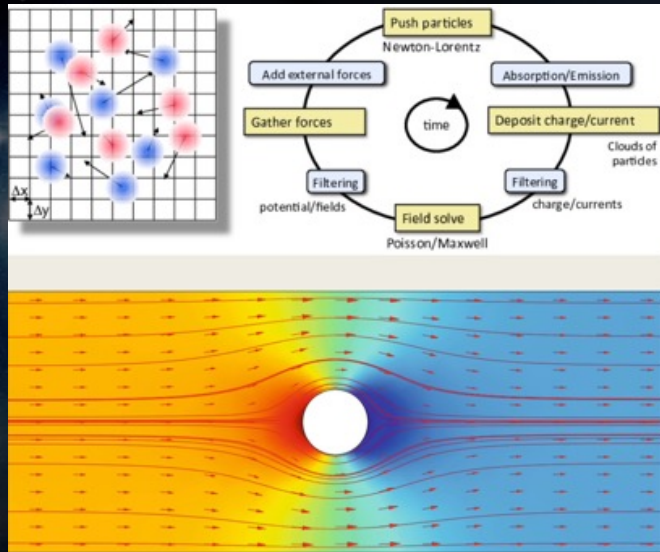 Push particles
Newton-Lorentz
Add external forces
Absorption/Emission
Gather forces
time
Deposit charge/current
Clouds of
particles
Filtering
Filtering
potential/fields
charge/currents
Field solve
Poisson/Maxwell
Δx
Δy